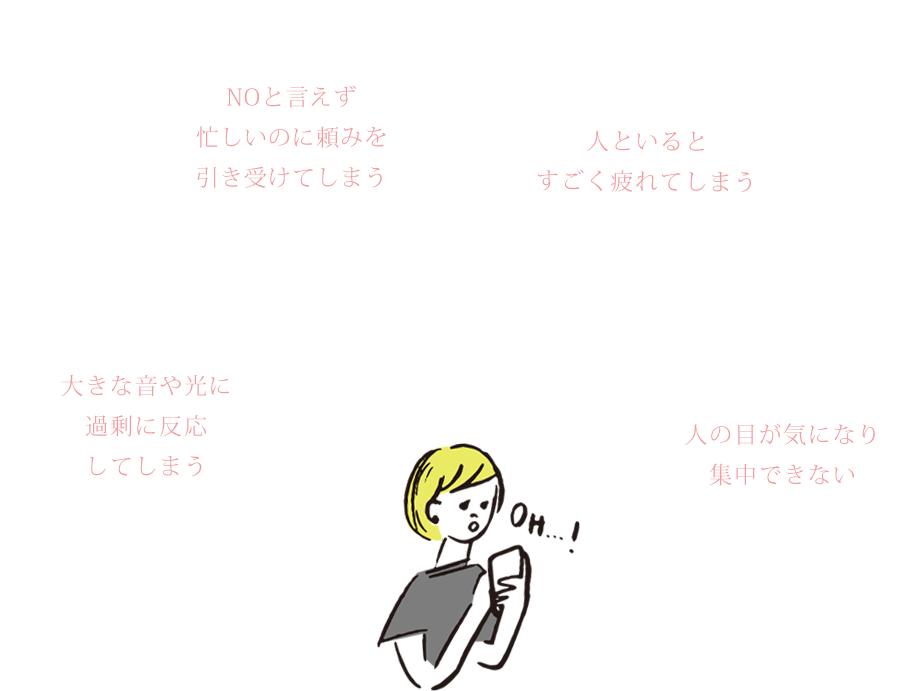 NOと言えず
忙しいのに頼みを
引き受けてしまう
人といると
すごく疲れてしまう
大きな音や光に
過剰に反応
してしまう
人の目が気になり
集中できない
OH...!